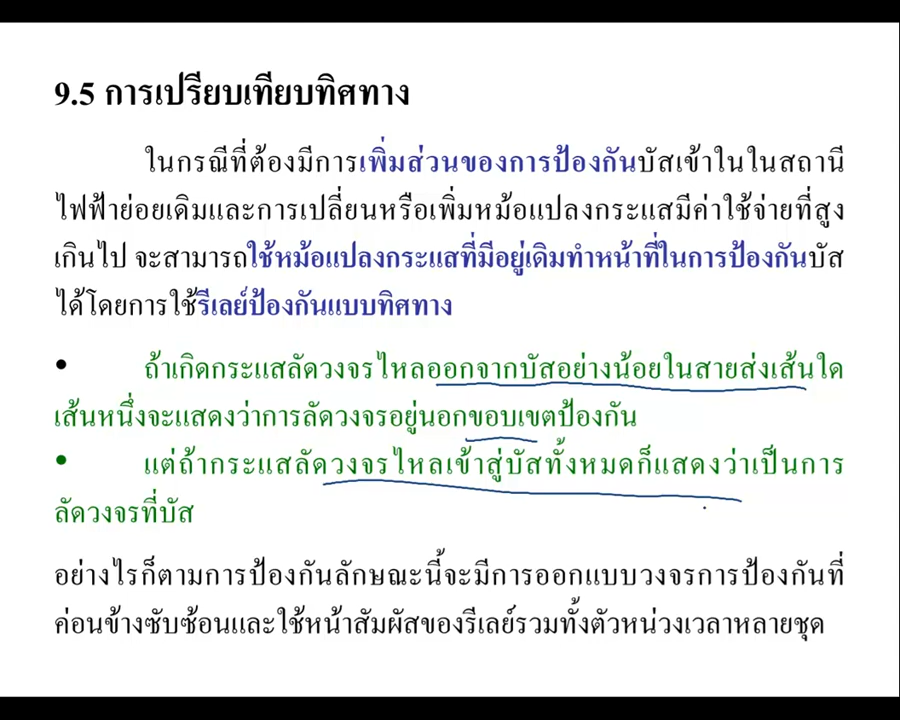 9.5 การเปรียบเทียบทิศทาง
ในกรณีที่ต้องมีการเพิ่มส่วนของการป้องกันบัสเข้าในในสถานี
ไฟฟ้าย่อยเดิมและการเปลี่ยนหรือเพิ่มหม้อแปลงกระแสมีค่าใช้จ่ายที่สูง
เกินไป จะสามารถใช้หม้อแปลงกระแสที่มีอยู่เดิมทำหน้าที่ในการป้องกันบัส
ได้โดยการใช้รีเลย์ป้องกันแบบทิศทาง
• ถ้าเกิดกระแสลัดวงจรไหลออกจากบัสอย่างน้อยในสายส่งเส้นใด
เส้นหนึ่งจะแสดงว่าการลัดวงจรอยู่นอกขอบเขตป้องกัน
• แต่ถ้ากระแสลัดวงจรไหลเข้าสู่บัสทั้งหมดก็แสดงว่าเป็นการ
ลัดวงจรที่บัส
อย่างไรก็ตามการป้องกันลักษณะนี้จะมีการออกแบบวงจรการป้องกันที่
ค่อนข้างซับซ้อนและใช้หน้าสัมผัสของรีเลย์รวมทั้งตัวหน่วงเวลาหลายชุด